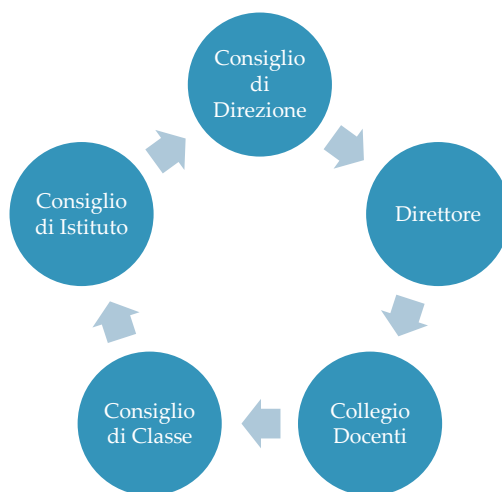 Consiglio
di
Direzione
Direttore
Collegio
Docenti
Consiglio
di Classe
Consiglio
di Istituto